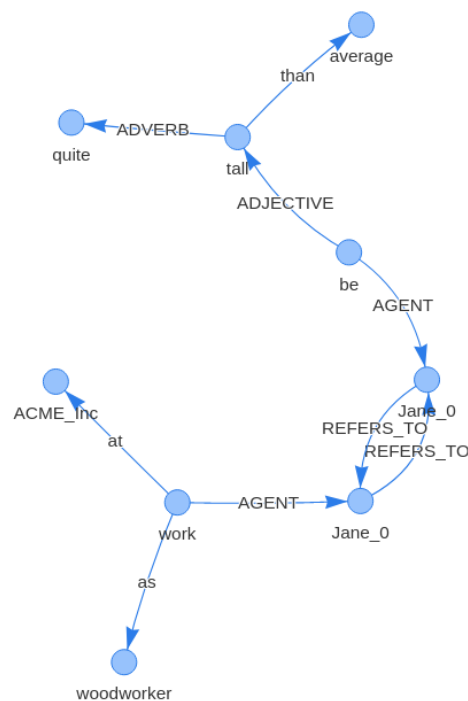 average
than
ADVERB
quite
tall
ADJECTIVE
be
AGENT
ACME_Inc
Jane_0
REFERS_TO
at
REFERS_TO
AGENT
work
Jane_0
as
woodworker